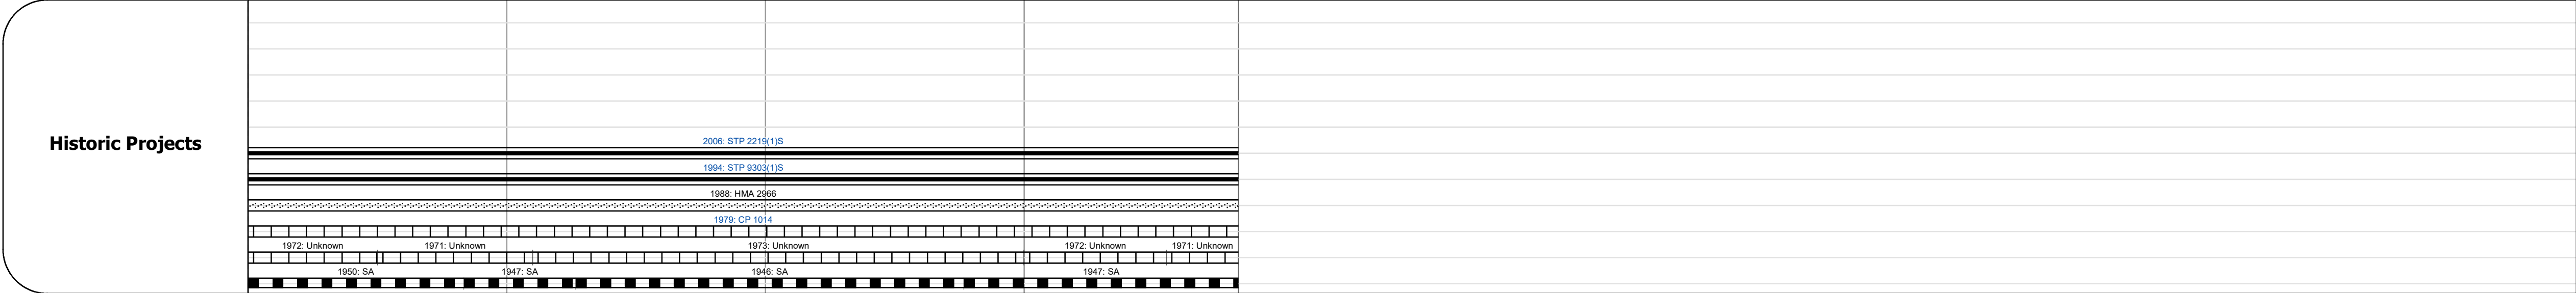 Historic Projects
2006: STP 2219(1)S
1994: STP 9303(1)S
1988: HMA 2966
1979: CP 1014
1972: Unknown 1971: Unknown 1973: Unknown 1972: Unknown 1971: Unknown
1950: SA 1947: SA 1946: SA 1947: SA